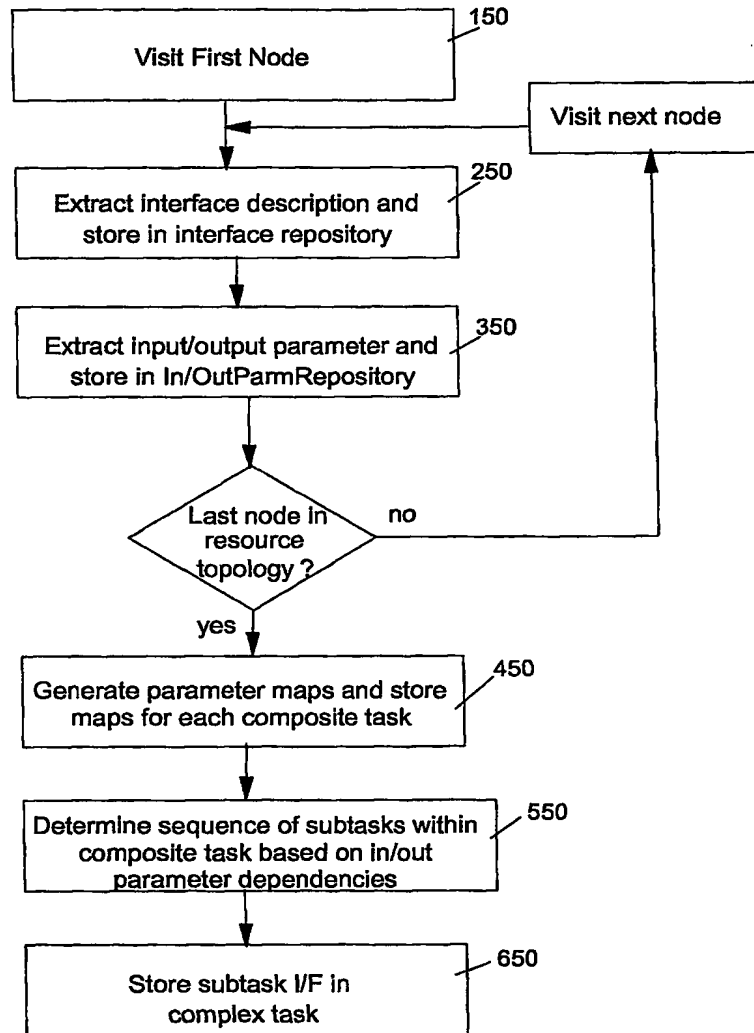 150
Visit First Node
Visit next node
250
Extract interface description and
store in interface repository
350
Extract input/output parameter and
store in In/OutParmRepository
Last node in
resource
topology ?
no
yes
450
Generate parameter maps and store
maps for each composite task
550
Determine sequence of subtasks within
composite task based on in/out
parameter dependencies
650
Store subtask I/F in
complex task